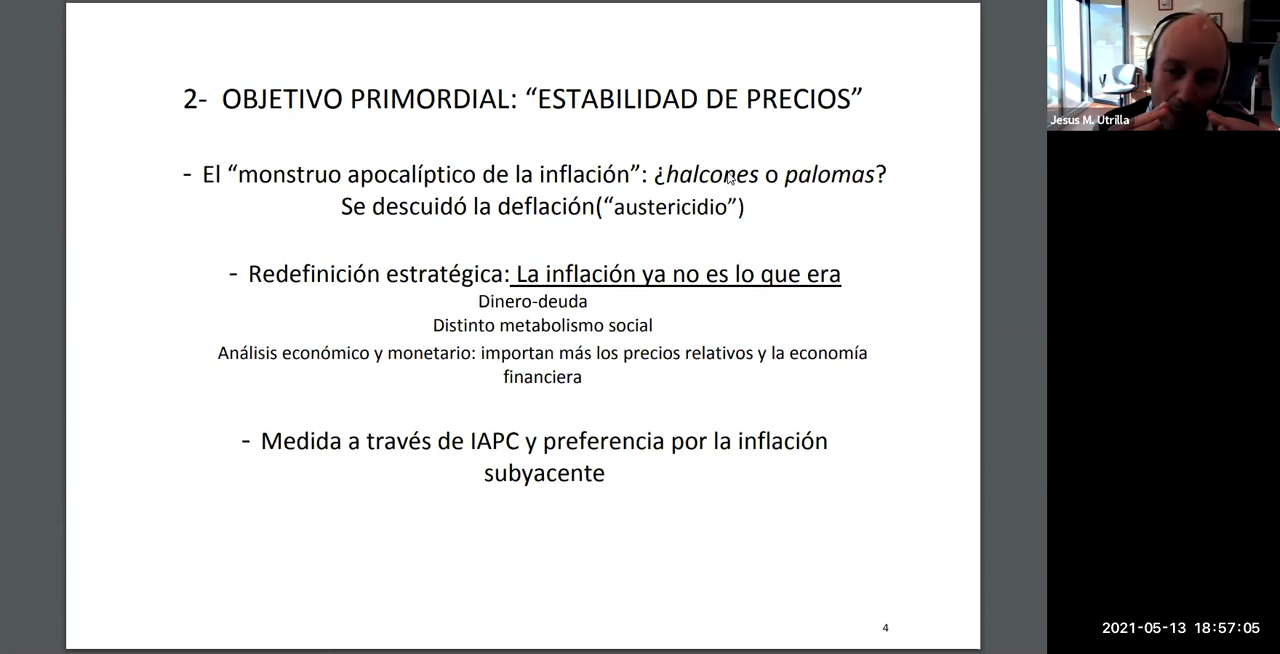 2- OBJETIVO PRIMORDIAL: “ESTABILIDAD DE PRECIOS”
- El “monstruo apocalíptico de la inflación”: ¿halcones o palomas?
Se descuidó la deflación(“austericidio”)
- Redefinición estratégica: La inflación ya no es lo que era
Dinero-deuda
Distinto metabolismo social
Análisis económico y monetario: importan más los precios relativos y la economía
financiera
- Medida a través de IAPC y preferencia por la inflación
subyacente
4
Jesus M. Utrilla
2021-05-13 18:57:05